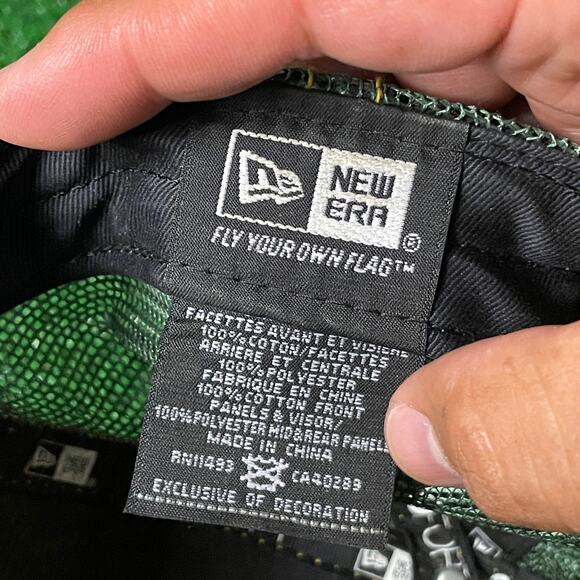 NEW
ERA
®
FLY YOUR OWN FLAG™
FACETTES AVANT ET VISIERE
100%COTON/FACETTES
ARRIERE ET CENTRALE
100%POLYESTER
FABRIQUE EN CHINE
100%COTTON FRONT
PANELS & VISOR/
100%POLYESTER MID&REAR PANELS
MADE IN CHINA
RN11493 CA40289
EXCLUSIVE OF DECORATION